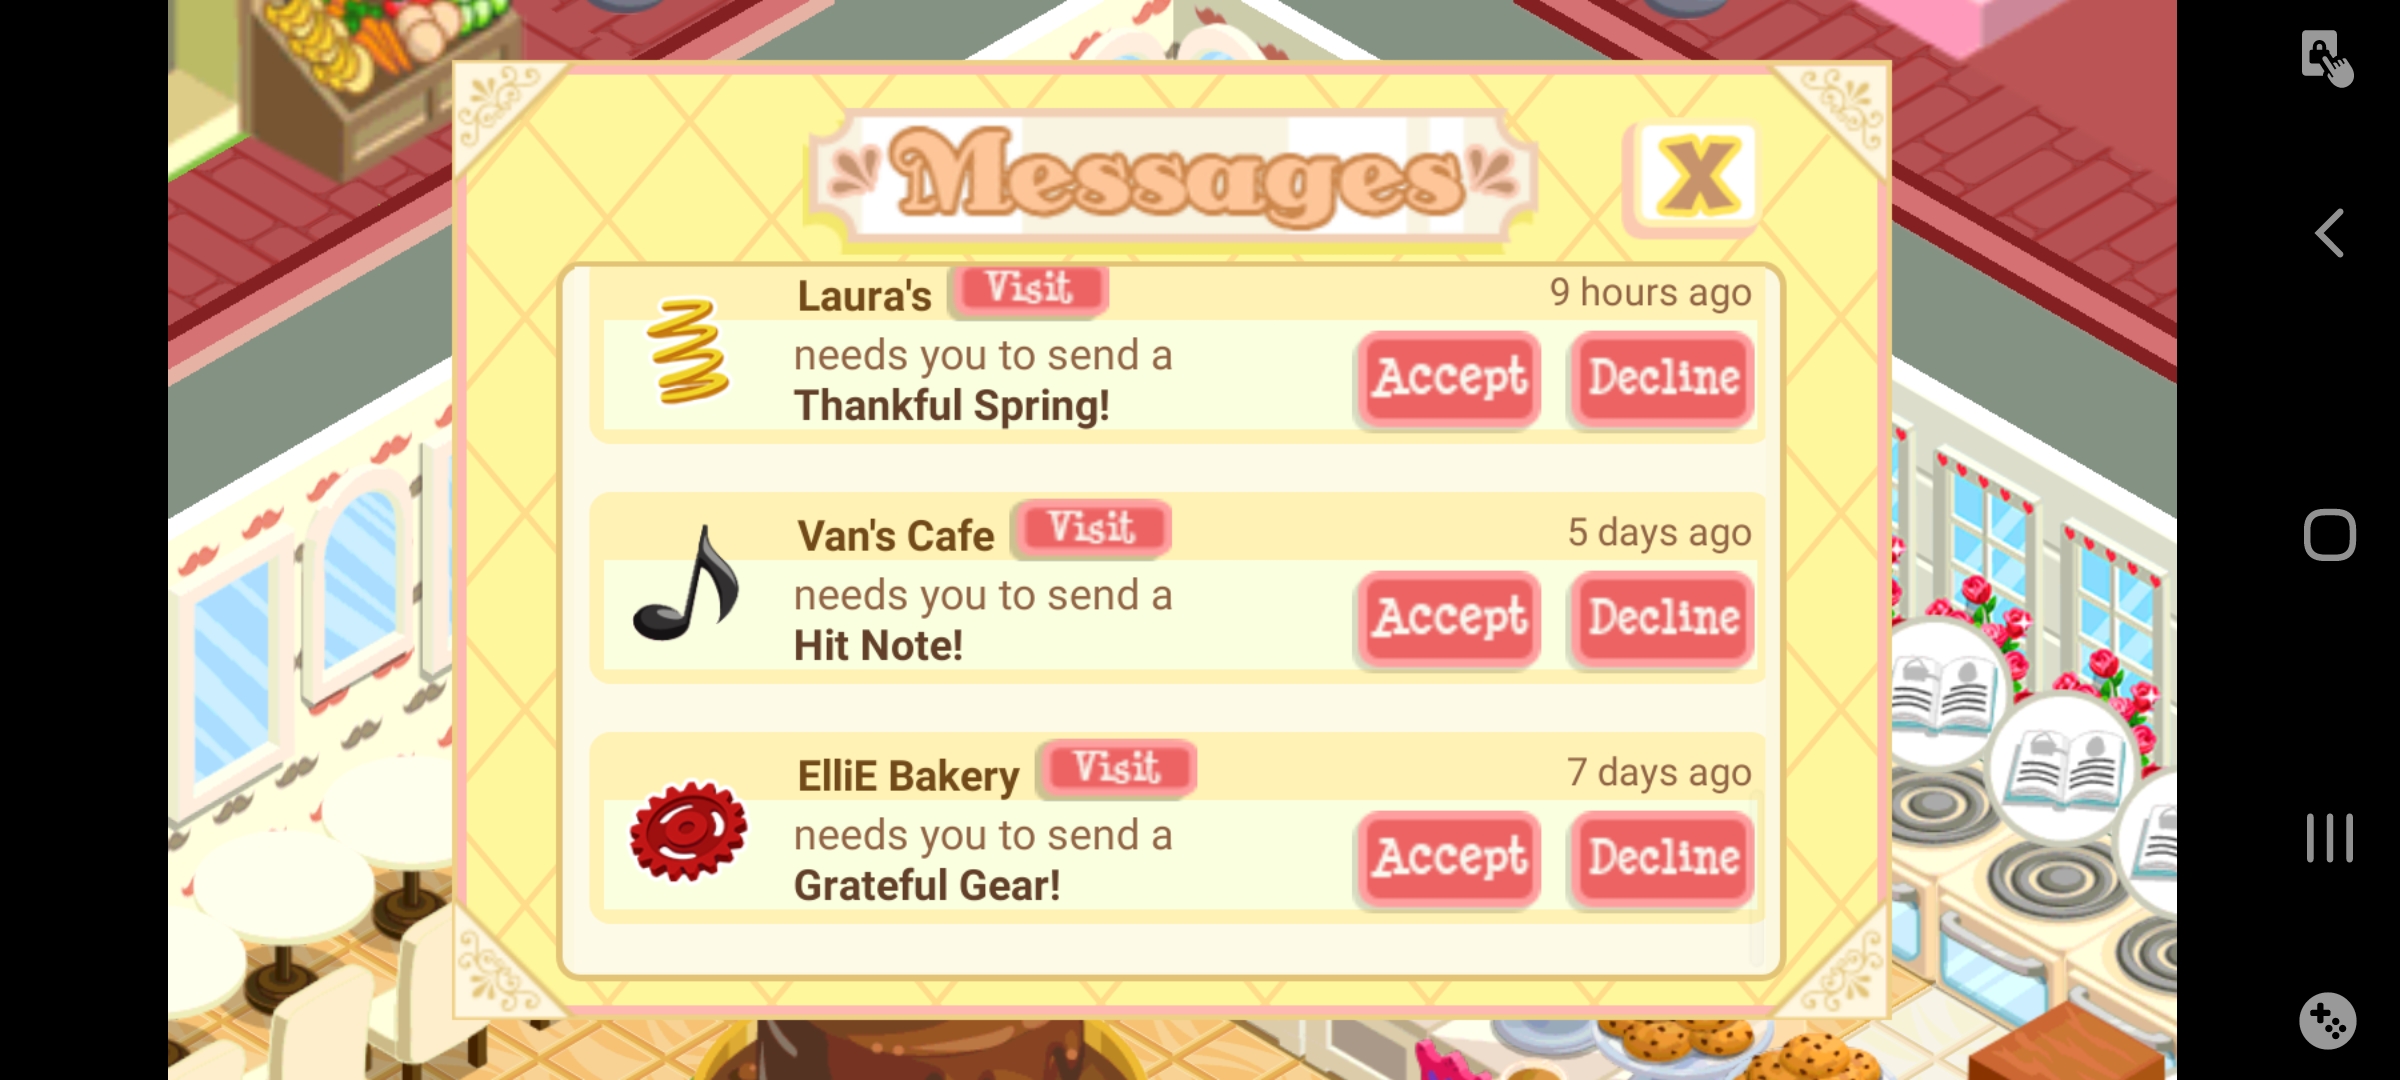 Messages
X
Laura's Visit 9 hours ago
needs you to send a
Thankful Spring!
Accept Decline
Van's Cafe Visit 5 days ago
needs you to send a
Hit Note!
Accept Decline
ElliE Bakery Visit 7 days ago
needs you to send a
Grateful Gear!
Accept Decline